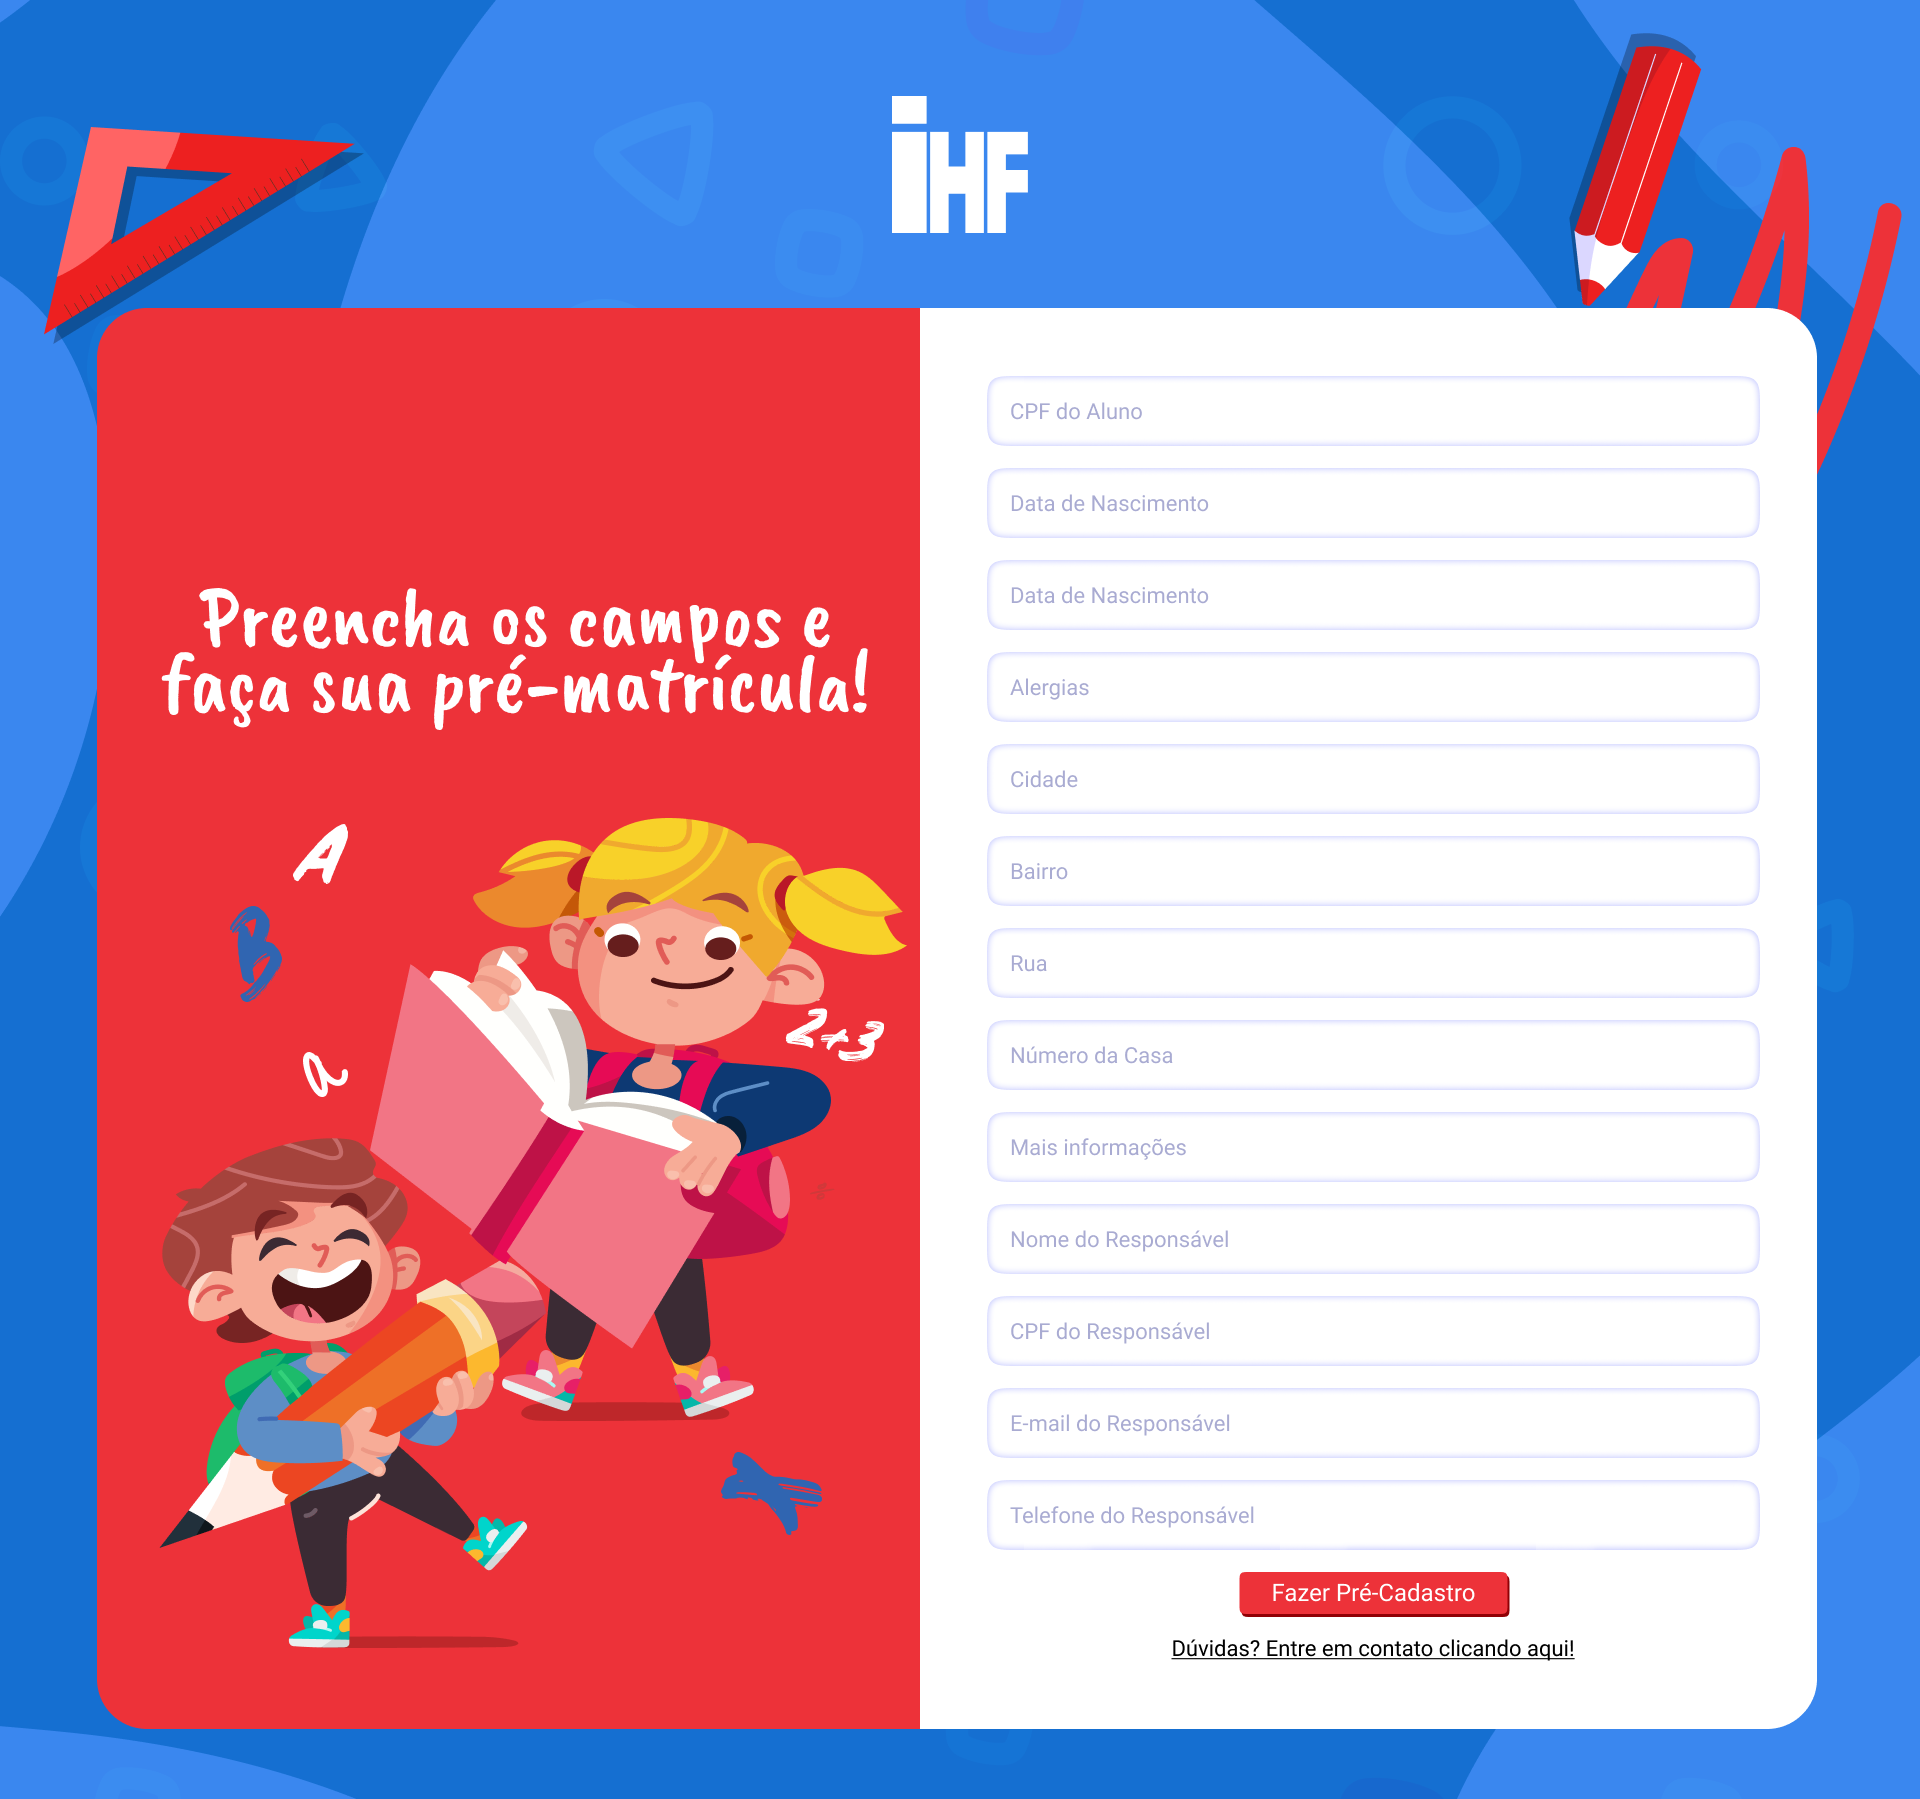 iHF
Preencha os campos e
faça sua pré-matrícula!
A
B
a
2+3
CPF do Aluno
Data de Nascimento
Data de Nascimento
Alergias
Cidade
Bairro
Rua
Número da Casa
Mais informações
Nome do Responsável
CPF do Responsável
E-mail do Responsável
Telefone do Responsável
Fazer Pré-Cadastro
Dúvidas? Entre em contato clicando aqui!